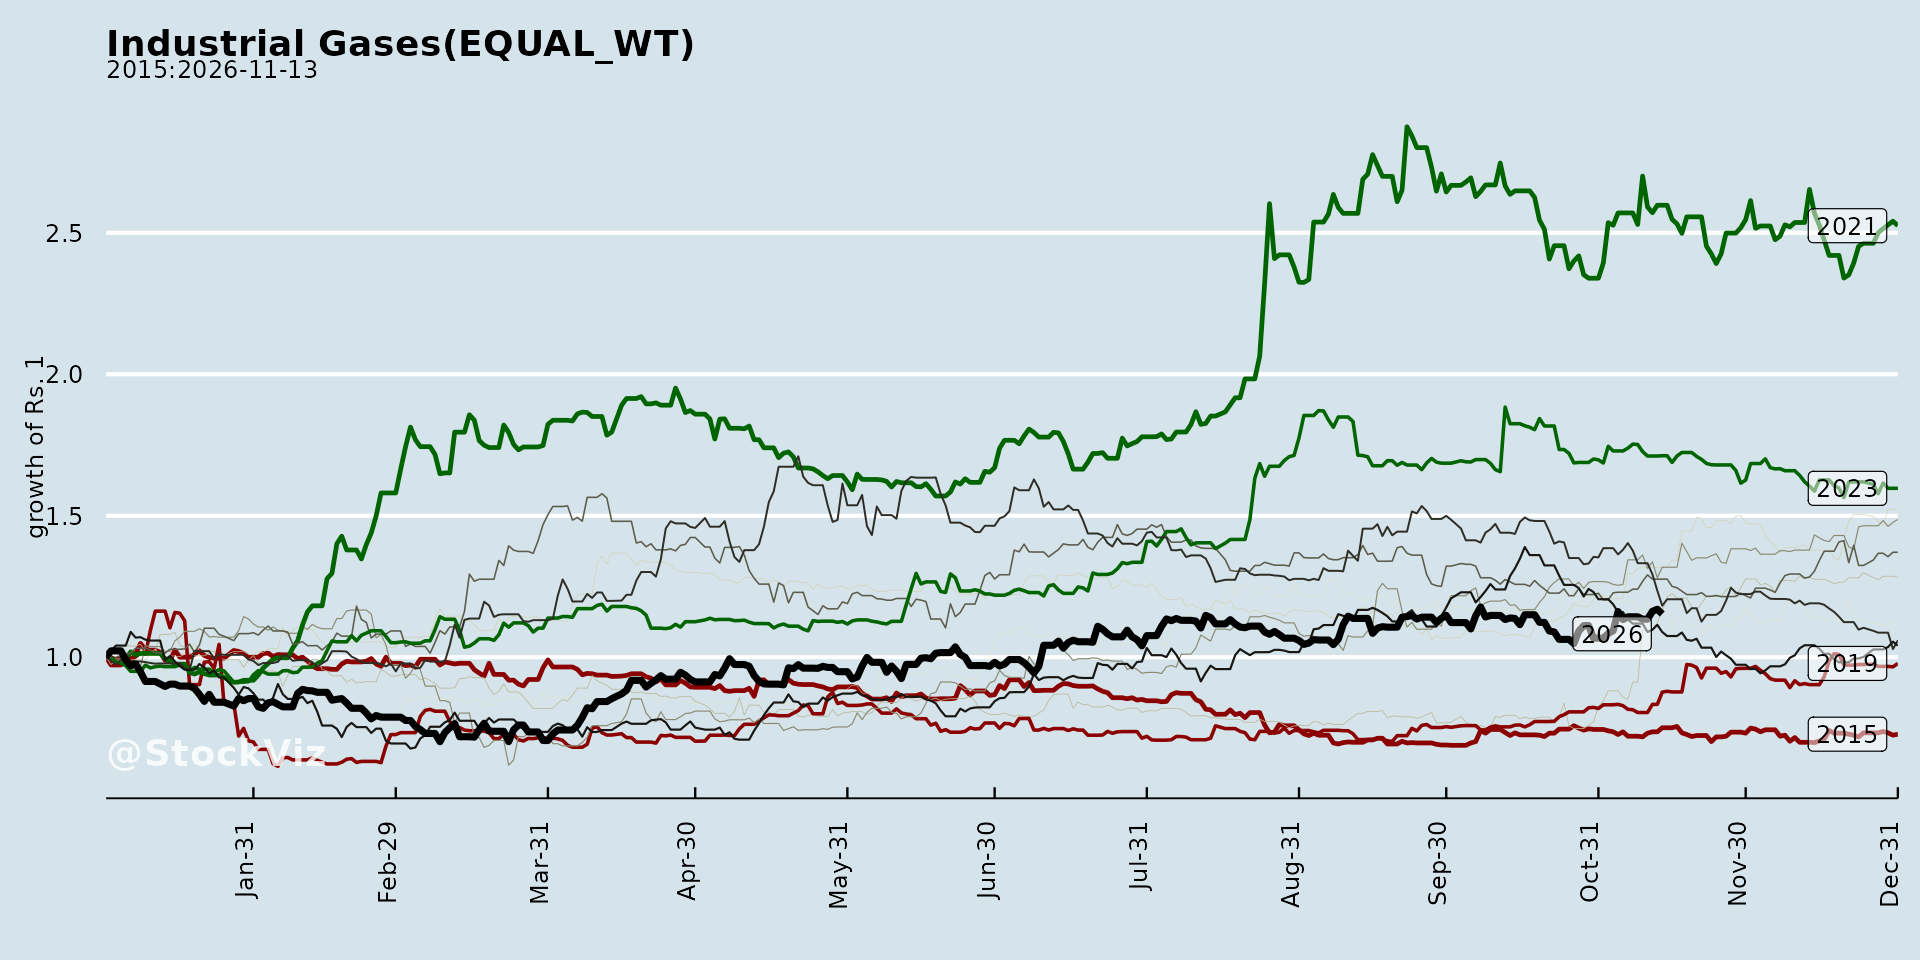 Industrial Gases(EQUAL_WT)
2015:2026-11-13
growth of Rs. 1
2.5
2.0
1.5
1.0
2021
2023
2026
2019
2015
@StockViz
Jan-31
Feb-29
Mar-31
Apr-30
May-31
Jun-30
Jul-31
Aug-31
Sep-30
Oct-31
Nov-30
Dec-31